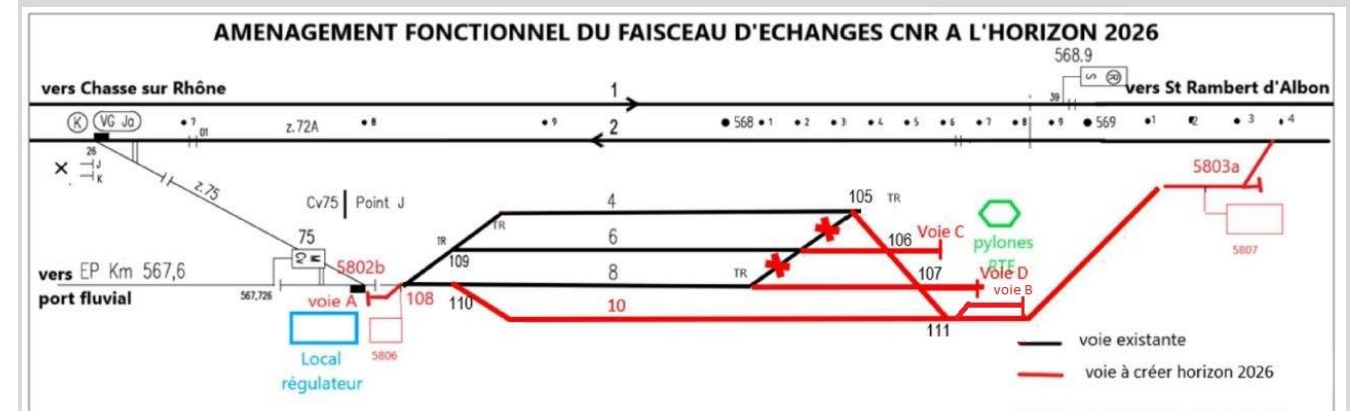 AMENAGEMENT FONCTIONNEL DU FAISCEAU D'ECHANGES CNR A L'HORIZON 2026
568.9
vers Chasse sur Rhône
1
S R
vers St Rambert d'Albon
39
K VG Ja
7
01
z.72A
8
9
2
568
1
2
3
4
5
6
7
8
9
569
1
2
3
4
26
J
K
z.75
5803a
Cv75 Point J
4
105 TR
TR
6
106
Voie C
pylones
RTE
5807
75
TR
109
vers EP Km 567,6
port fluvial
5802b
8
TR
107
Voie D
voie B
567,726
voie A
108
110
10
111
Local
régulateur
5806
voie existante
voie à créer horizon 2026